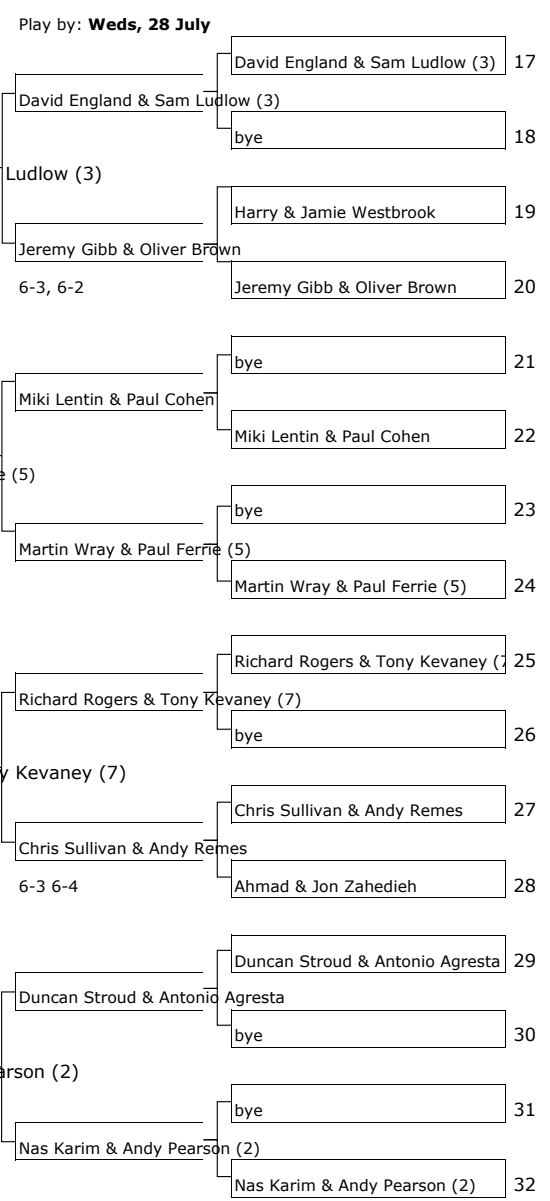 Play by: Weds, 28 July
David England & Sam Ludlow (3) 17
David England & Sam Ludlow (3)
bye 18
Ludlow (3)
Harry & Jamie Westbrook 19
Jeremy Gibb & Oliver Brown
6-3, 6-2
Jeremy Gibb & Oliver Brown 20
bye 21
Miki Lentin & Paul Cohen
Miki Lentin & Paul Cohen 22
e (5)
bye 23
Martin Wray & Paul Ferrie (5)
Martin Wray & Paul Ferrie (5) 24
Richard Rogers & Tony Kevaney (7 25
Richard Rogers & Tony Kevaney (7)
bye 26
y Kevaney (7)
Chris Sullivan & Andy Remes 27
Chris Sullivan & Andy Remes
6-3 6-4
Ahmad & Jon Zahedieh 28
Duncan Stroud & Antonio Agresta 29
Duncan Stroud & Antonio Agresta
bye 30
arson (2)
bye 31
Nas Karim & Andy Pearson (2)
Nas Karim & Andy Pearson (2) 32